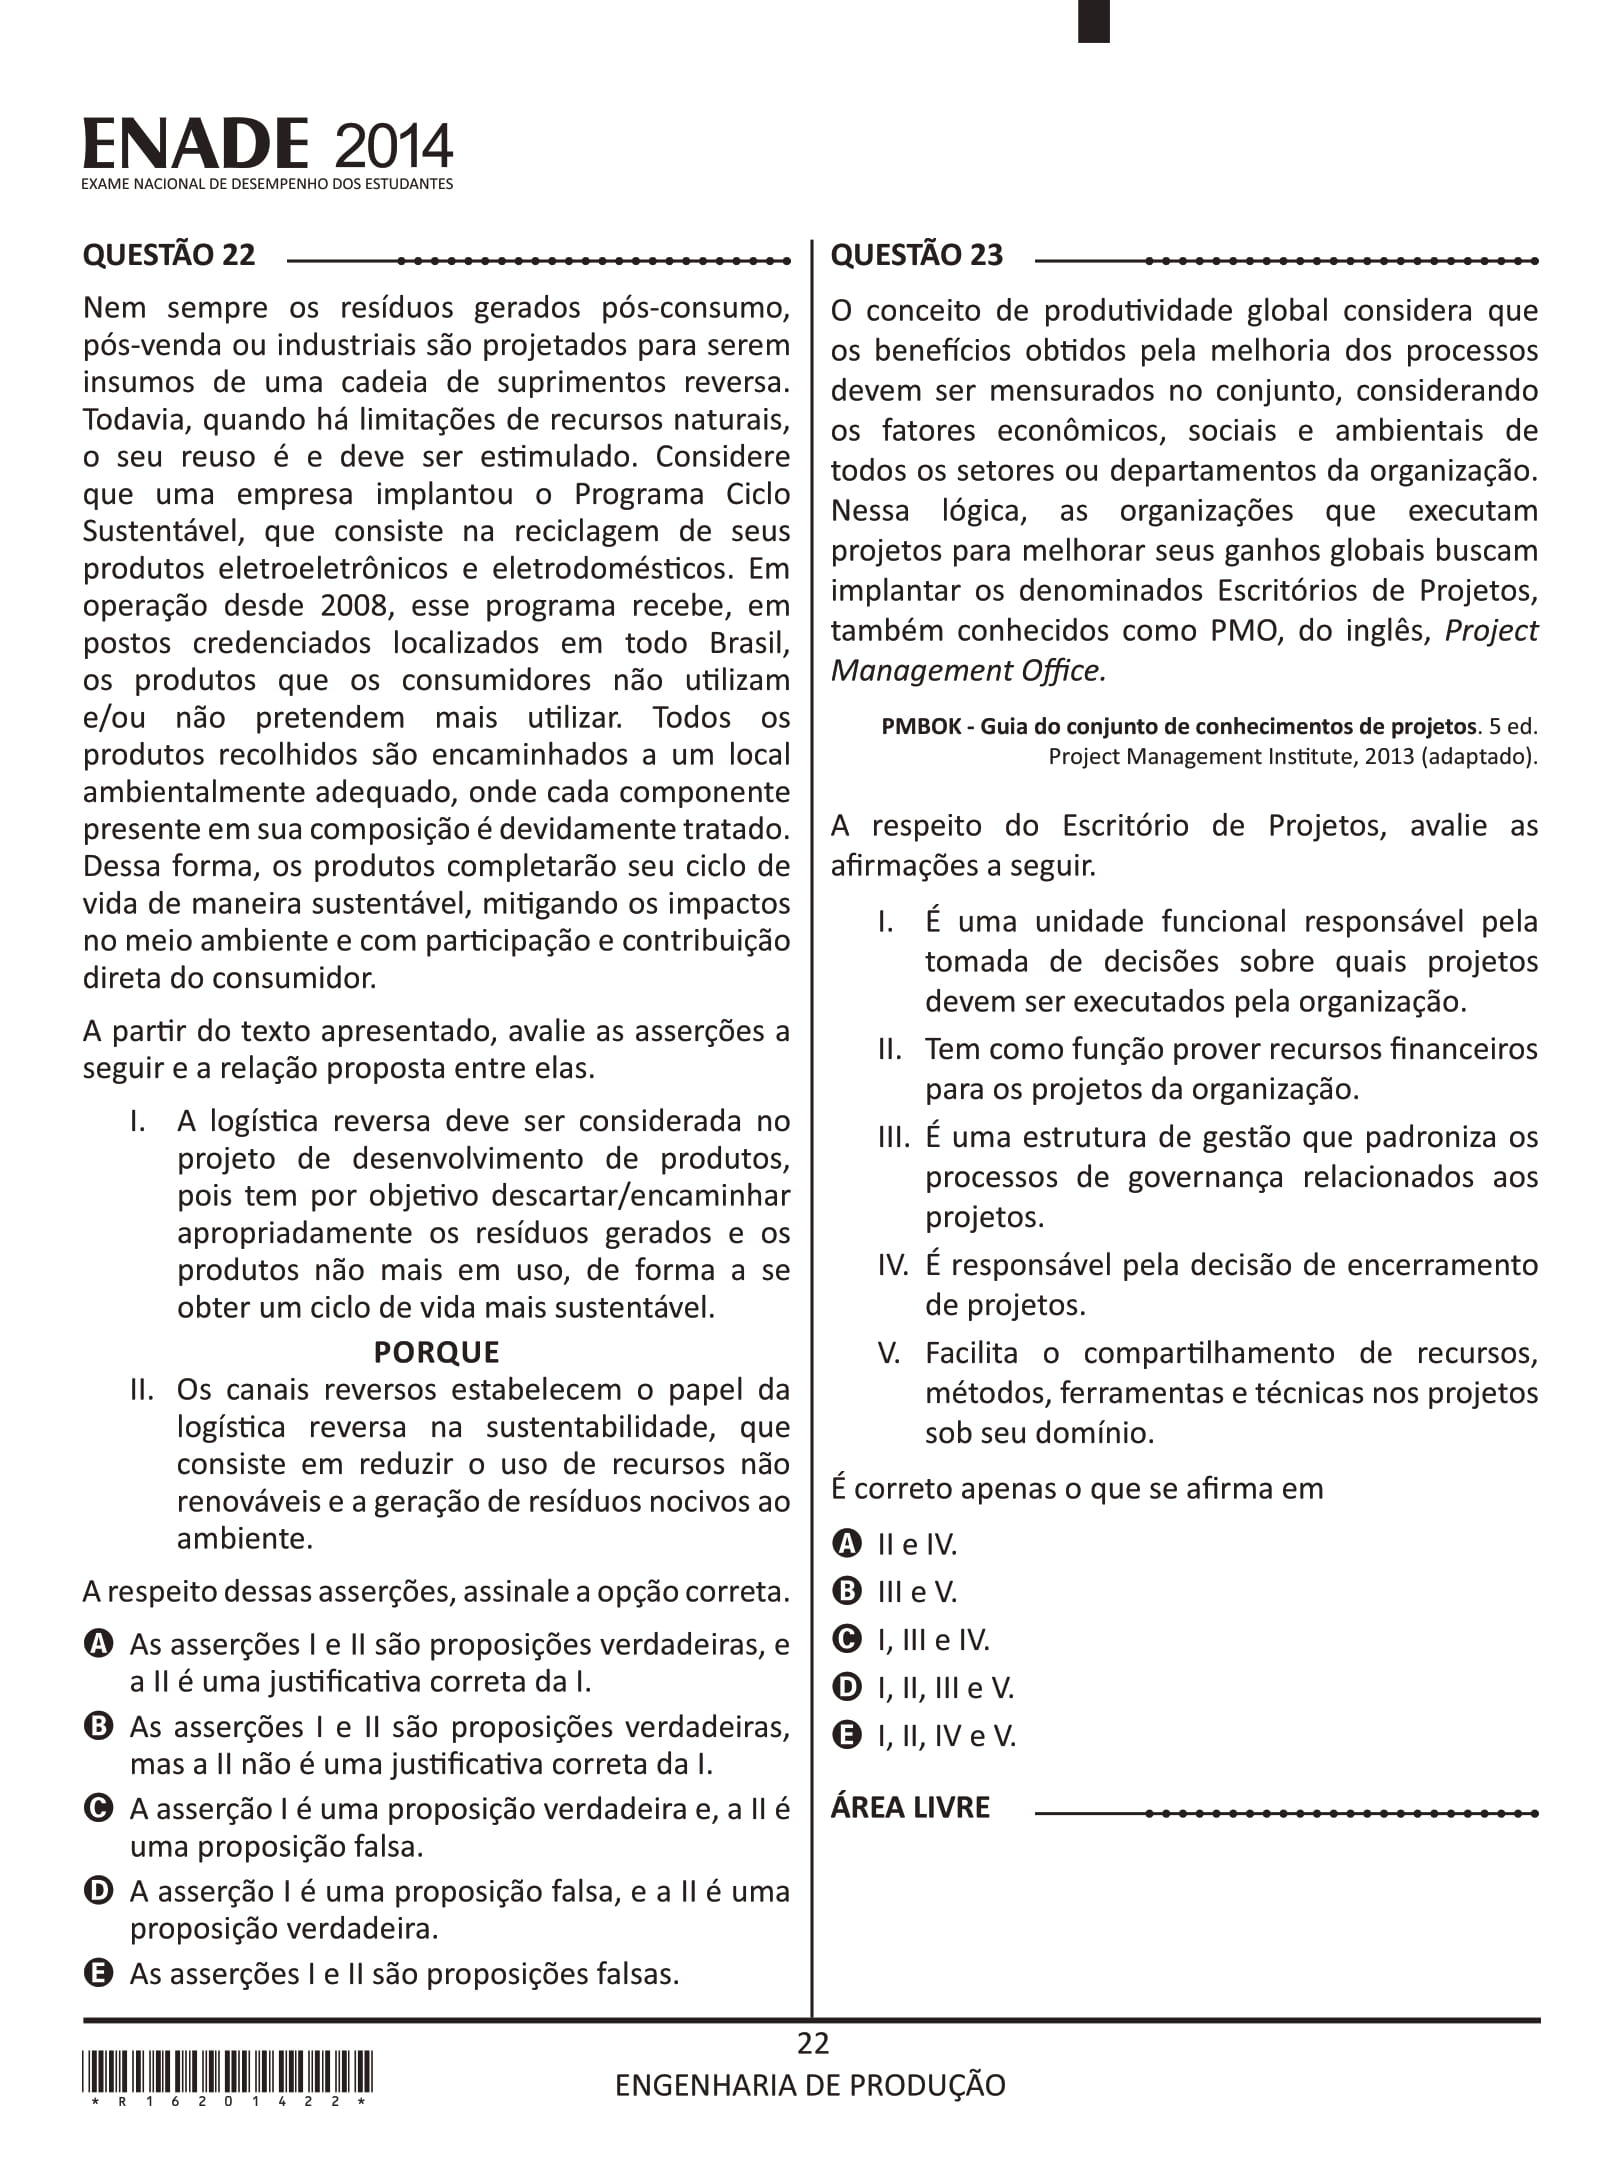 ENADE 2014
EXAME NACIONAL DE DESEMPENHO DOS ESTUDANTES
QUESTÃO 22
Nem sempre os resíduos gerados pós-consumo,
pós-venda ou industriais são projetados para serem
insumos de uma cadeia de suprimentos reversa.
Todavia, quando há limitações de recursos naturais,
o seu reuso é e deve ser estimulado. Considere
que uma empresa implantou o Programa Ciclo
Sustentável, que consiste na reciclagem de seus
produtos eletroeletrônicos e eletrodomésticos. Em
operação desde 2008, esse programa recebe, em
postos credenciados localizados em todo Brasil,
os produtos que os consumidores não utilizam
e/ou não pretendem mais utilizar. Todos os
produtos recolhidos são encaminhados a um local
ambientalmente adequado, onde cada componente
presente em sua composição é devidamente tratado.
Dessa forma, os produtos completarão seu ciclo de
vida de maneira sustentável, mitigando os impactos
no meio ambiente e com participação e contribuição
direta do consumidor.
A partir do texto apresentado, avalie as asserções a
seguir e a relação proposta entre elas.
I. A logística reversa deve ser considerada no
projeto de desenvolvimento de produtos,
pois tem por objetivo descartar/encaminhar
apropriadamente os resíduos gerados e os
produtos não mais em uso, de forma a se
obter um ciclo de vida mais sustentável.
PORQUE
II. Os canais reversos estabelecem o papel da
logística reversa na sustentabilidade, que
consiste em reduzir o uso de recursos não
renováveis e a geração de resíduos nocivos ao
ambiente.
A respeito dessas asserções, assinale a opção correta.
A As asserções I e II são proposições verdadeiras, e
a II é uma justificativa correta da I.
B As asserções I e II são proposições verdadeiras,
mas a II não é uma justificativa correta da I.
C A asserção I é uma proposição verdadeira e, a II é
uma proposição falsa.
D A asserção I é uma proposição falsa, e a II é uma
proposição verdadeira.
E As asserções I e II são proposições falsas.
QUESTÃO 23
O conceito de produtividade global considera que
os benefícios obtidos pela melhoria dos processos
devem ser mensurados no conjunto, considerando
os fatores econômicos, sociais e ambientais de
todos os setores ou departamentos da organização.
Nessa lógica, as organizações que executam
projetos para melhorar seus ganhos globais buscam
implantar os denominados Escritórios de Projetos,
também conhecidos como PMO, do inglês, Project
Management Office.
PMBOK - Guia do conjunto de conhecimentos de projetos. 5 ed.
Project Management Institute, 2013 (adaptado).
A respeito do Escritório de Projetos, avalie as
afirmações a seguir.
I. É uma unidade funcional responsável pela
tomada de decisões sobre quais projetos
devem ser executados pela organização.
II. Tem como função prover recursos financeiros
para os projetos da organização.
III. É uma estrutura de gestão que padroniza os
processos de governança relacionados aos
projetos.
IV. É responsável pela decisão de encerramento
de projetos.
V. Facilita o compartilhamento de recursos,
métodos, ferramentas e técnicas nos projetos
sob seu domínio.
É correto apenas o que se afirma em
A II e IV.
B III e V.
C I, III e IV.
D I, II, III e V.
E I, II, IV e V.
ÁREA LIVRE
22
ENGENHARIA DE PRODUÇÃO
*R16201422*